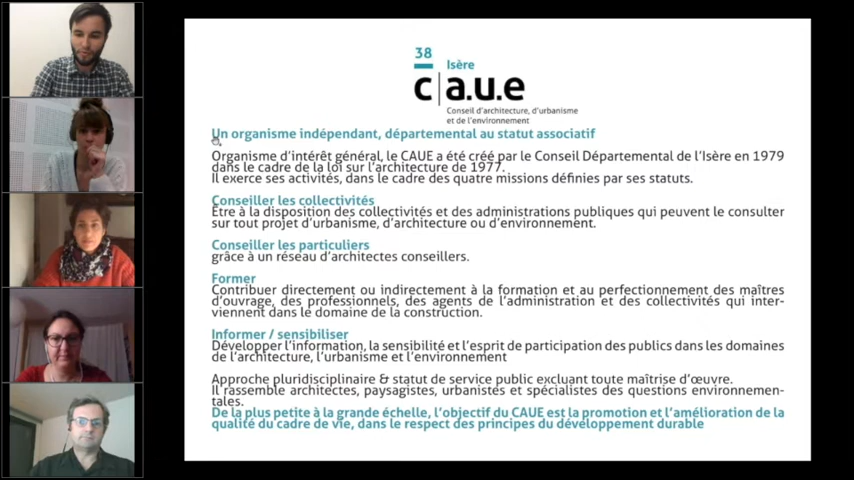 38
Isère
c|a.u.e
Conseil d'architecture, d'urbanisme
et de l'environnement
Un organisme indépendant, départemental au statut associatif
Organisme d'intérêt général, le CAUE a été créé par le Conseil Départemental de l'Isère en 1979
dans le cadre de la loi sur l'architecture de 1977.
Il exerce ses activités, dans le cadre des quatre missions définies par ses statuts.
Conseiller les collectivités
Être à la disposition des collectivités et des administrations publiques qui peuvent le consulter
sur tout projet d'urbanisme, d'architecture ou d'environnement.
Conseiller les particuliers
grâce à un réseau d'architectes conseillers.
Former
Contribuer directement ou indirectement à la formation et au perfectionnement des maîtres
d'ouvrage, des professionnels, des agents de l'administration et des collectivités qui inter-
viennent dans le domaine de la construction.
Informer / sensibiliser
Développer l'information, la sensibilité et l'esprit de participation des publics dans les domaines
de l'architecture, l'urbanisme et l'environnement
Approche pluridisciplinaire & statut de service public excluant toute maîtrise d'œuvre.
Il rassemble architectes, paysagistes, urbanistes et spécialistes des questions environnemen-
tales.
De la plus petite à la grande échelle, l'objectif du CAUE est la promotion et l'amélioration de la
qualité du cadre de vie, dans le respect des principes du développement durable